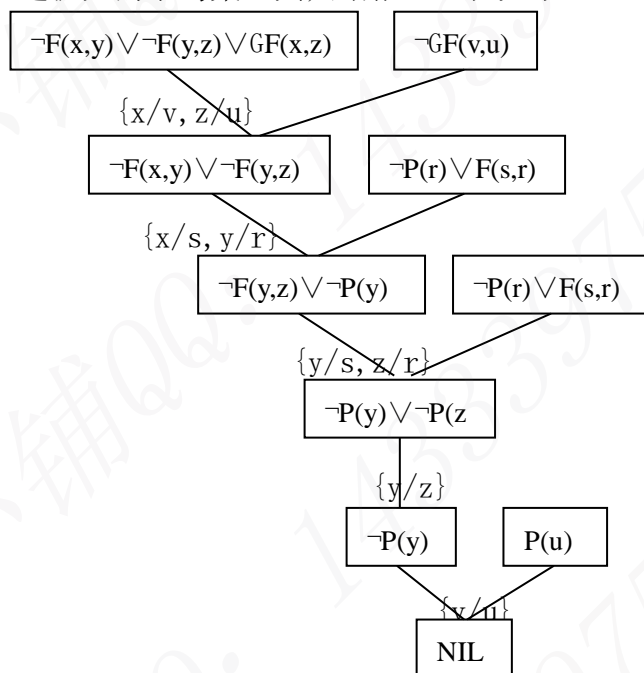 ¬F(x,y)∨¬F(y,z)∨GF(x,z)
¬GF(v,u)
{x/v, z/u}
¬F(x,y)∨¬F(y,z)
¬P(r)∨F(s,r)
{x/s, y/r}
¬F(y,z)∨¬P(y)
¬P(r)∨F(s,r)
{y/s, z/r}
¬P(y)∨¬P(z
{y/z}
¬P(y)
P(u)
{y/u}
NIL